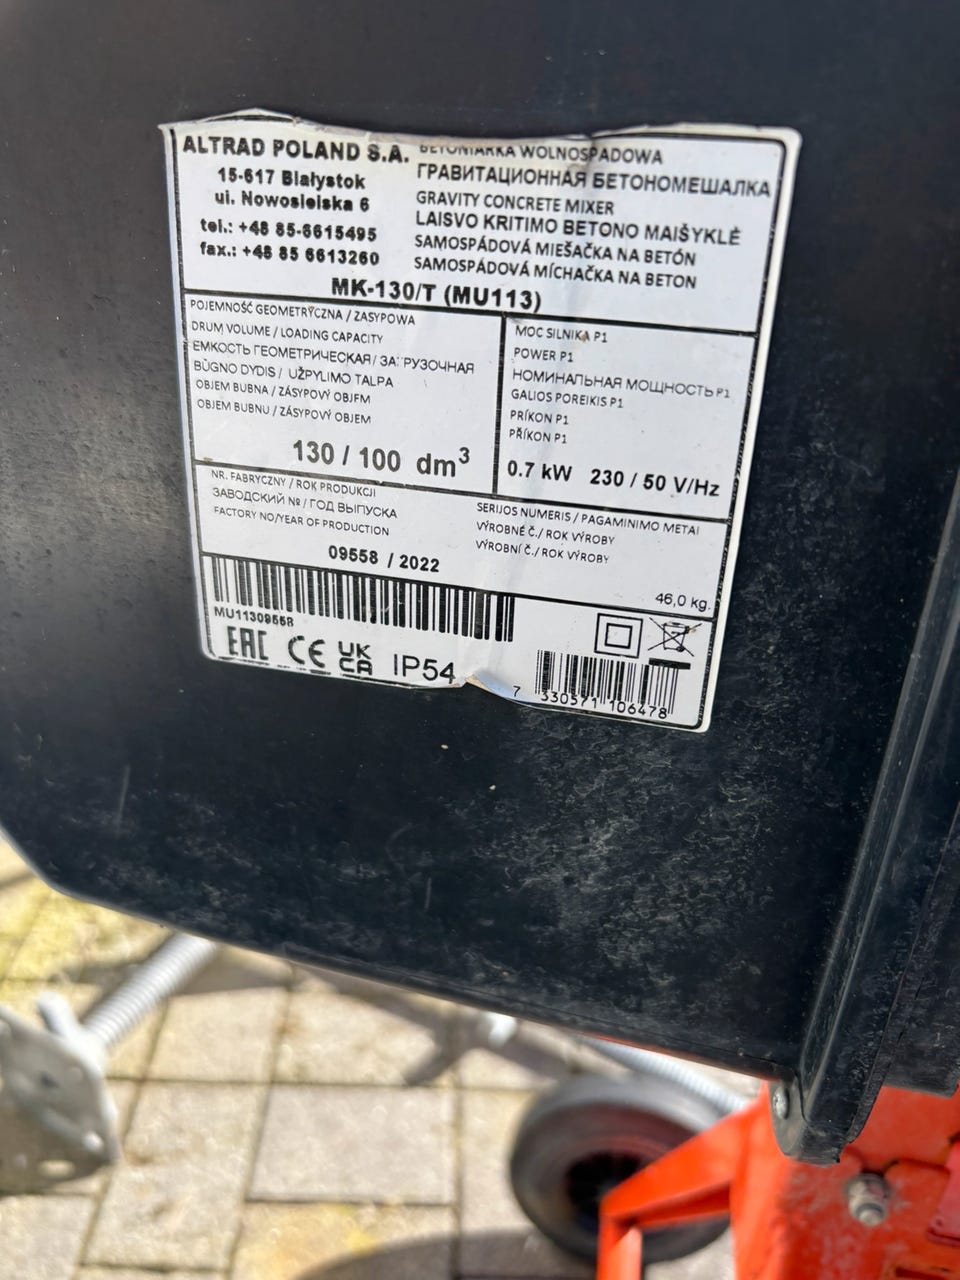 ALTRAD POLAND S.A.
15-617 Białystok
ul. Nowosielska 6
tel.: +48 85-6615495
fax.: +48 85 6613260
BETONIARKA WOLNOSPADOWA
ГРАВИТАЦИОННАЯ БЕТОНОМЕШАЛКА
GRAVITY CONCRETE MIXER
LAISVO KRITIMO BETONO MAIŠYKLĖ
SAMOSPÁDOVÁ MIEŠAČKA NA BETÓN
SAMOSPÁDOVÁ MÍCHAČKA NA BETON
MK-130/T (MU113)
POJEMNOŚĆ GEOMETRYCZNA / ZASYPOWA
DRUM VOLUME / LOADING CAPACITY
ЕМКОСТЬ ГЕОМЕТРИЧЕСКАЯ / ЗАГРУЗОЧНАЯ
BŪGNO DYDIS / UŽPYLIMO TALPA
OBJEM BUBNA / ZÁSYPOVÝ OBJEM
OBJEM BUBNU / ZÁSYPOVÝ OBJEM
130 / 100 dm³
MOC SILNIKA P1
POWER P1
НОМИНАЛЬНАЯ МОЩНОСТЬ P1
GALIOS POREIKIS P1
PRÍKON P1
PŘÍKON P1
0.7 kW 230 / 50 V/Hz
NR. FABRYCZNY / ROK PRODUKCJI
ЗАВОДСКИЙ № / ГОД ВЫПУСКА
FACTORY NO/YEAR OF PRODUCTION
SERIJOS NUMERIS / PAGAMINIMO METAI
VÝROBNÉ Č./ ROK VÝROBY
VÝROBNÍ Č./ ROK VÝROBY
09558 / 2022
46,0 kg.
MU11309558
EAC CE UK CA IP54
7 330571 106478